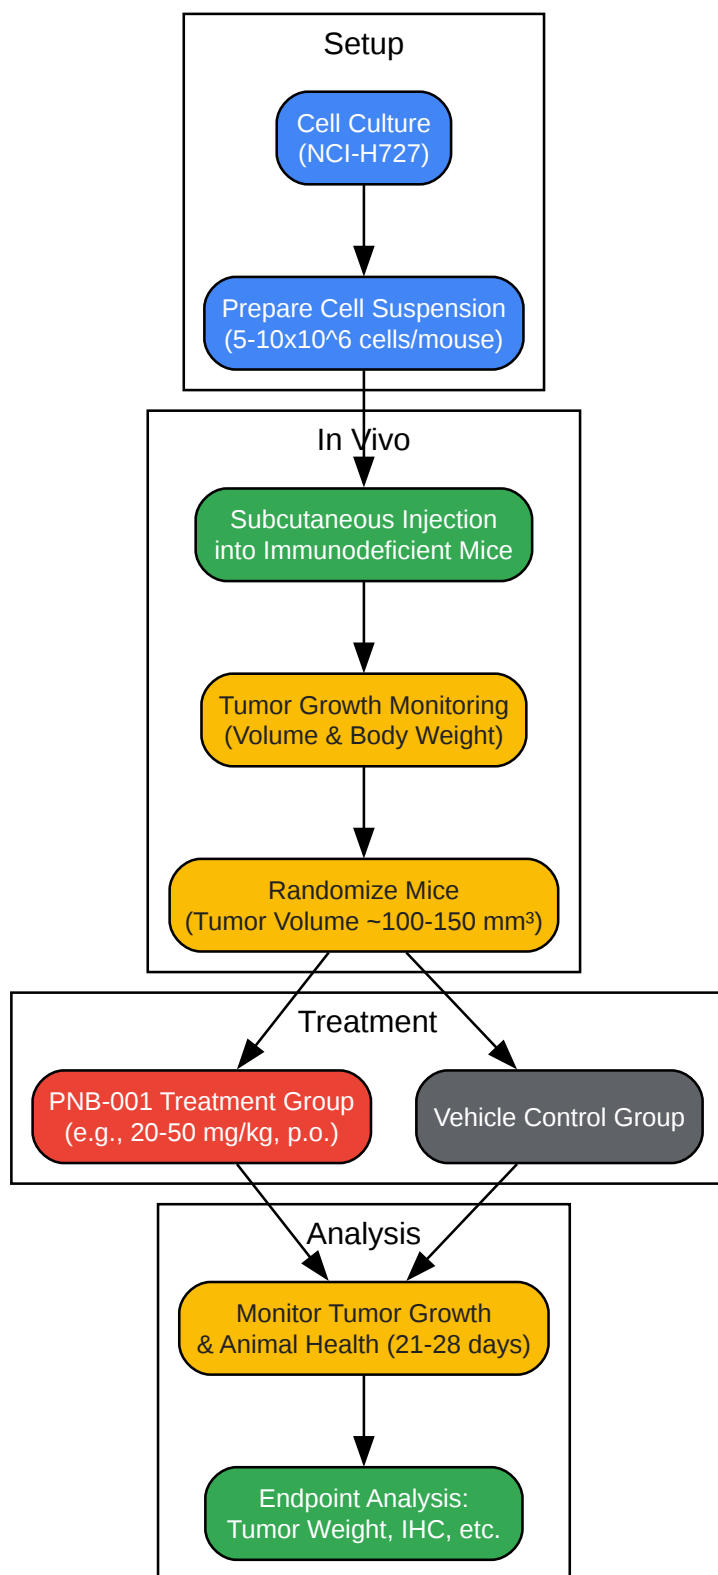 Setup
Cell Culture
(NCI-H727)
Prepare Cell Suspension
(5-10x10^6 cells/mouse)
In Vivo
Subcutaneous Injection
into Immunodeficient Mice
Tumor Growth Monitoring
(Volume & Body Weight)
Randomize Mice
(Tumor Volume ~100-150 mm³)
Treatment
PNB-001 Treatment Group
(e.g., 20-50 mg/kg, p.o.)
Vehicle Control Group
Analysis
Monitor Tumor Growth
& Animal Health (21-28 days)
Endpoint Analysis:
Tumor Weight, IHC, etc.